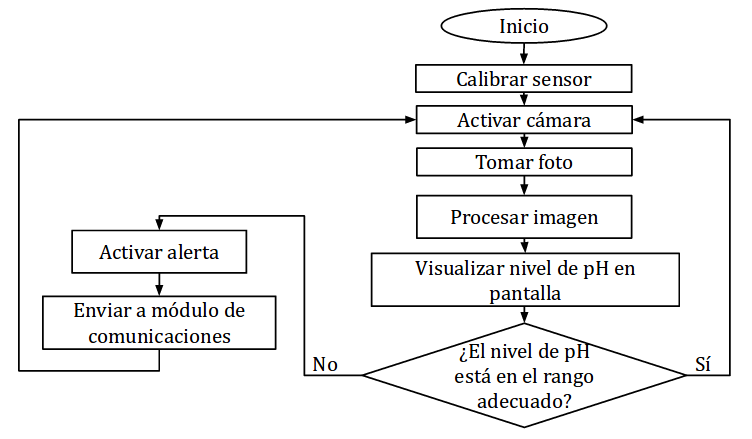 Inicio
Calibrar sensor
Activar cámara
Tomar foto
Procesar imagen
Visualizar nivel de pH en
pantalla
¿El nivel de pH
está en el rango
adecuado?
Sí
No
Activar alerta
Enviar a módulo de
comunicaciones